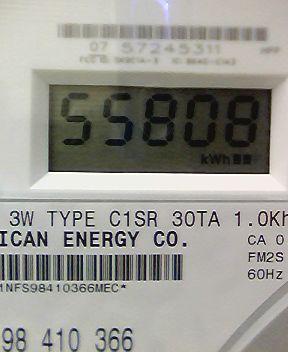 07 57245311
55808
kWh
3W TYPE C1SR 30TA 1.0Kh
ICAN ENERGY CO.
CA 0
FM2S
60Hz
1NFS98410366MEC*
98 410 366